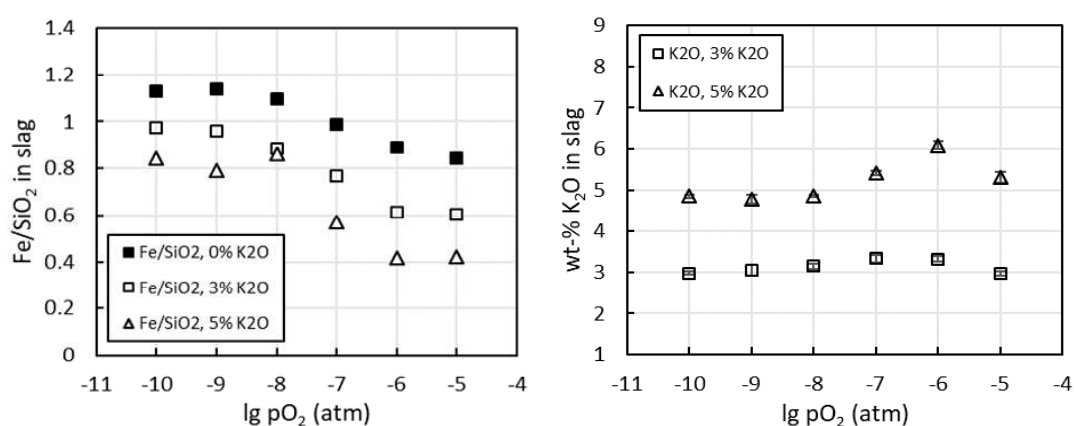 Fe/SiO2 in slag
1.4
1.2
1
0.8
0.6
0.4
0.2
0
Fe/SiO2, 0% K2O
Fe/SiO2, 3% K2O
Fe/SiO2, 5% K2O
-11 -10 -9 -8 -7 -6 -5 -4
lg pO2 (atm)
wt-% K2O in slag
9
8
7
6
5
4
3
2
1
K2O, 3% K2O
K2O, 5% K2O
-11 -10 -9 -8 -7 -6 -5 -4
lg pO2 (atm)